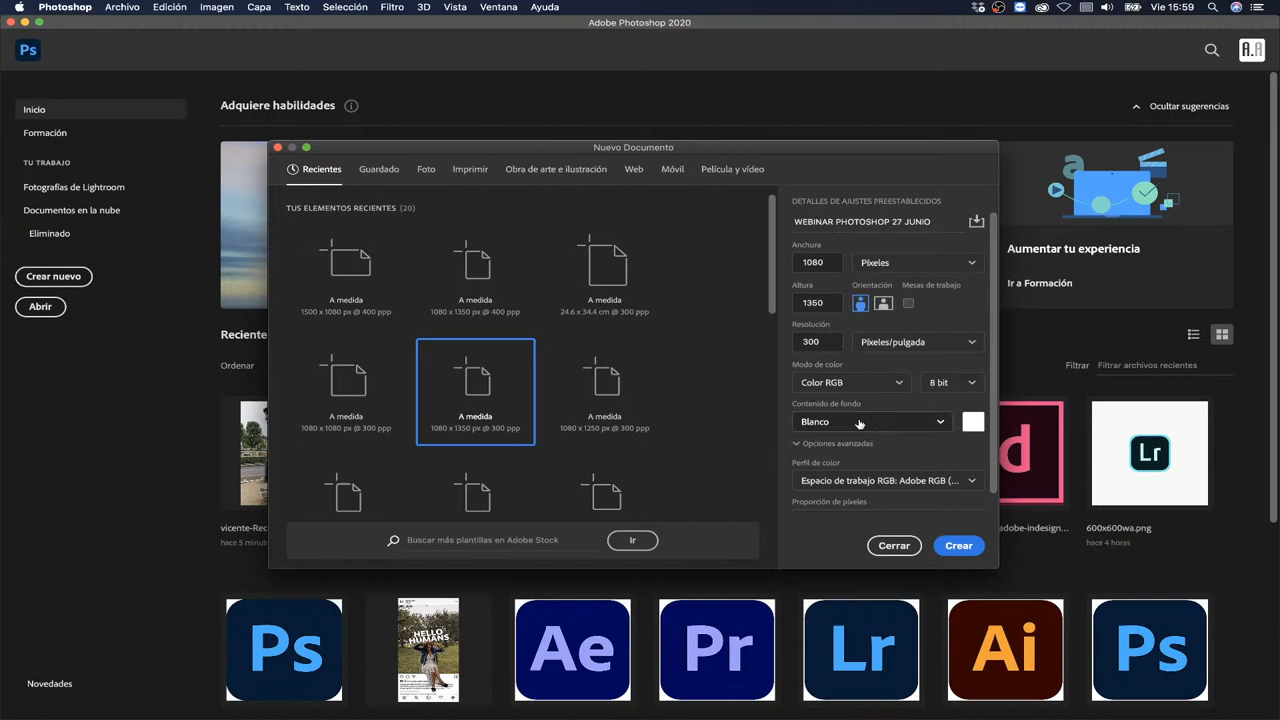 Photoshop Archivo Edición Imagen Capa Texto Selección Filtro 3D Vista Ventana Ayuda Vie 15:59
Adobe Photoshop 2020
Ps
A.A
Inicio
Formación
TU TRABAJO
Fotografías de Lightroom
Documentos en la nube
Eliminado
Crear nuevo
Abrir
Novedades
Adquiere habilidades
Ocultar sugerencias
Aumentar tu experiencia
Ir a Formación
Reciente
Ordenar
Filtrar Filtrar archivos recientes
Nuevo Documento
Recientes Guardado Foto Imprimir Obra de arte e ilustración Web Móvil Película y vídeo
TUS ELEMENTOS RECIENTES (20)
A medida
1500 x 1080 px @ 400 ppp
A medida
1080 x 1350 px @ 400 ppp
A medida
24.6 x 34.4 cm @ 300 ppp
A medida
1080 x 1080 px @ 300 ppp
A medida
1080 x 1350 px @ 300 ppp
A medida
1080 x 1250 px @ 300 ppp
Buscar más plantillas en Adobe Stock
Ir
DETALLES DE AJUSTES PREESTABLECIDOS
WEBINAR PHOTOSHOP 27 JUNIO
Anchura
1080 Píxeles
Altura Orientación Mesas de trabajo
1350
Resolución
300 Píxeles/pulgada
Modo de color
Color RGB 8 bit
Contenido de fondo
Blanco
Opciones avanzadas
Perfil de color
Espacio de trabajo RGB: Adobe RGB (...
Proporción de píxeles
Cerrar Crear
d
Lr
vicente-Rec
hace 5 minut
adobe-indesign...
600x600wa.png
hace 4 horas
Ps
HELLO
HUMANS
Ae
Pr
Lr
Ai
Ps